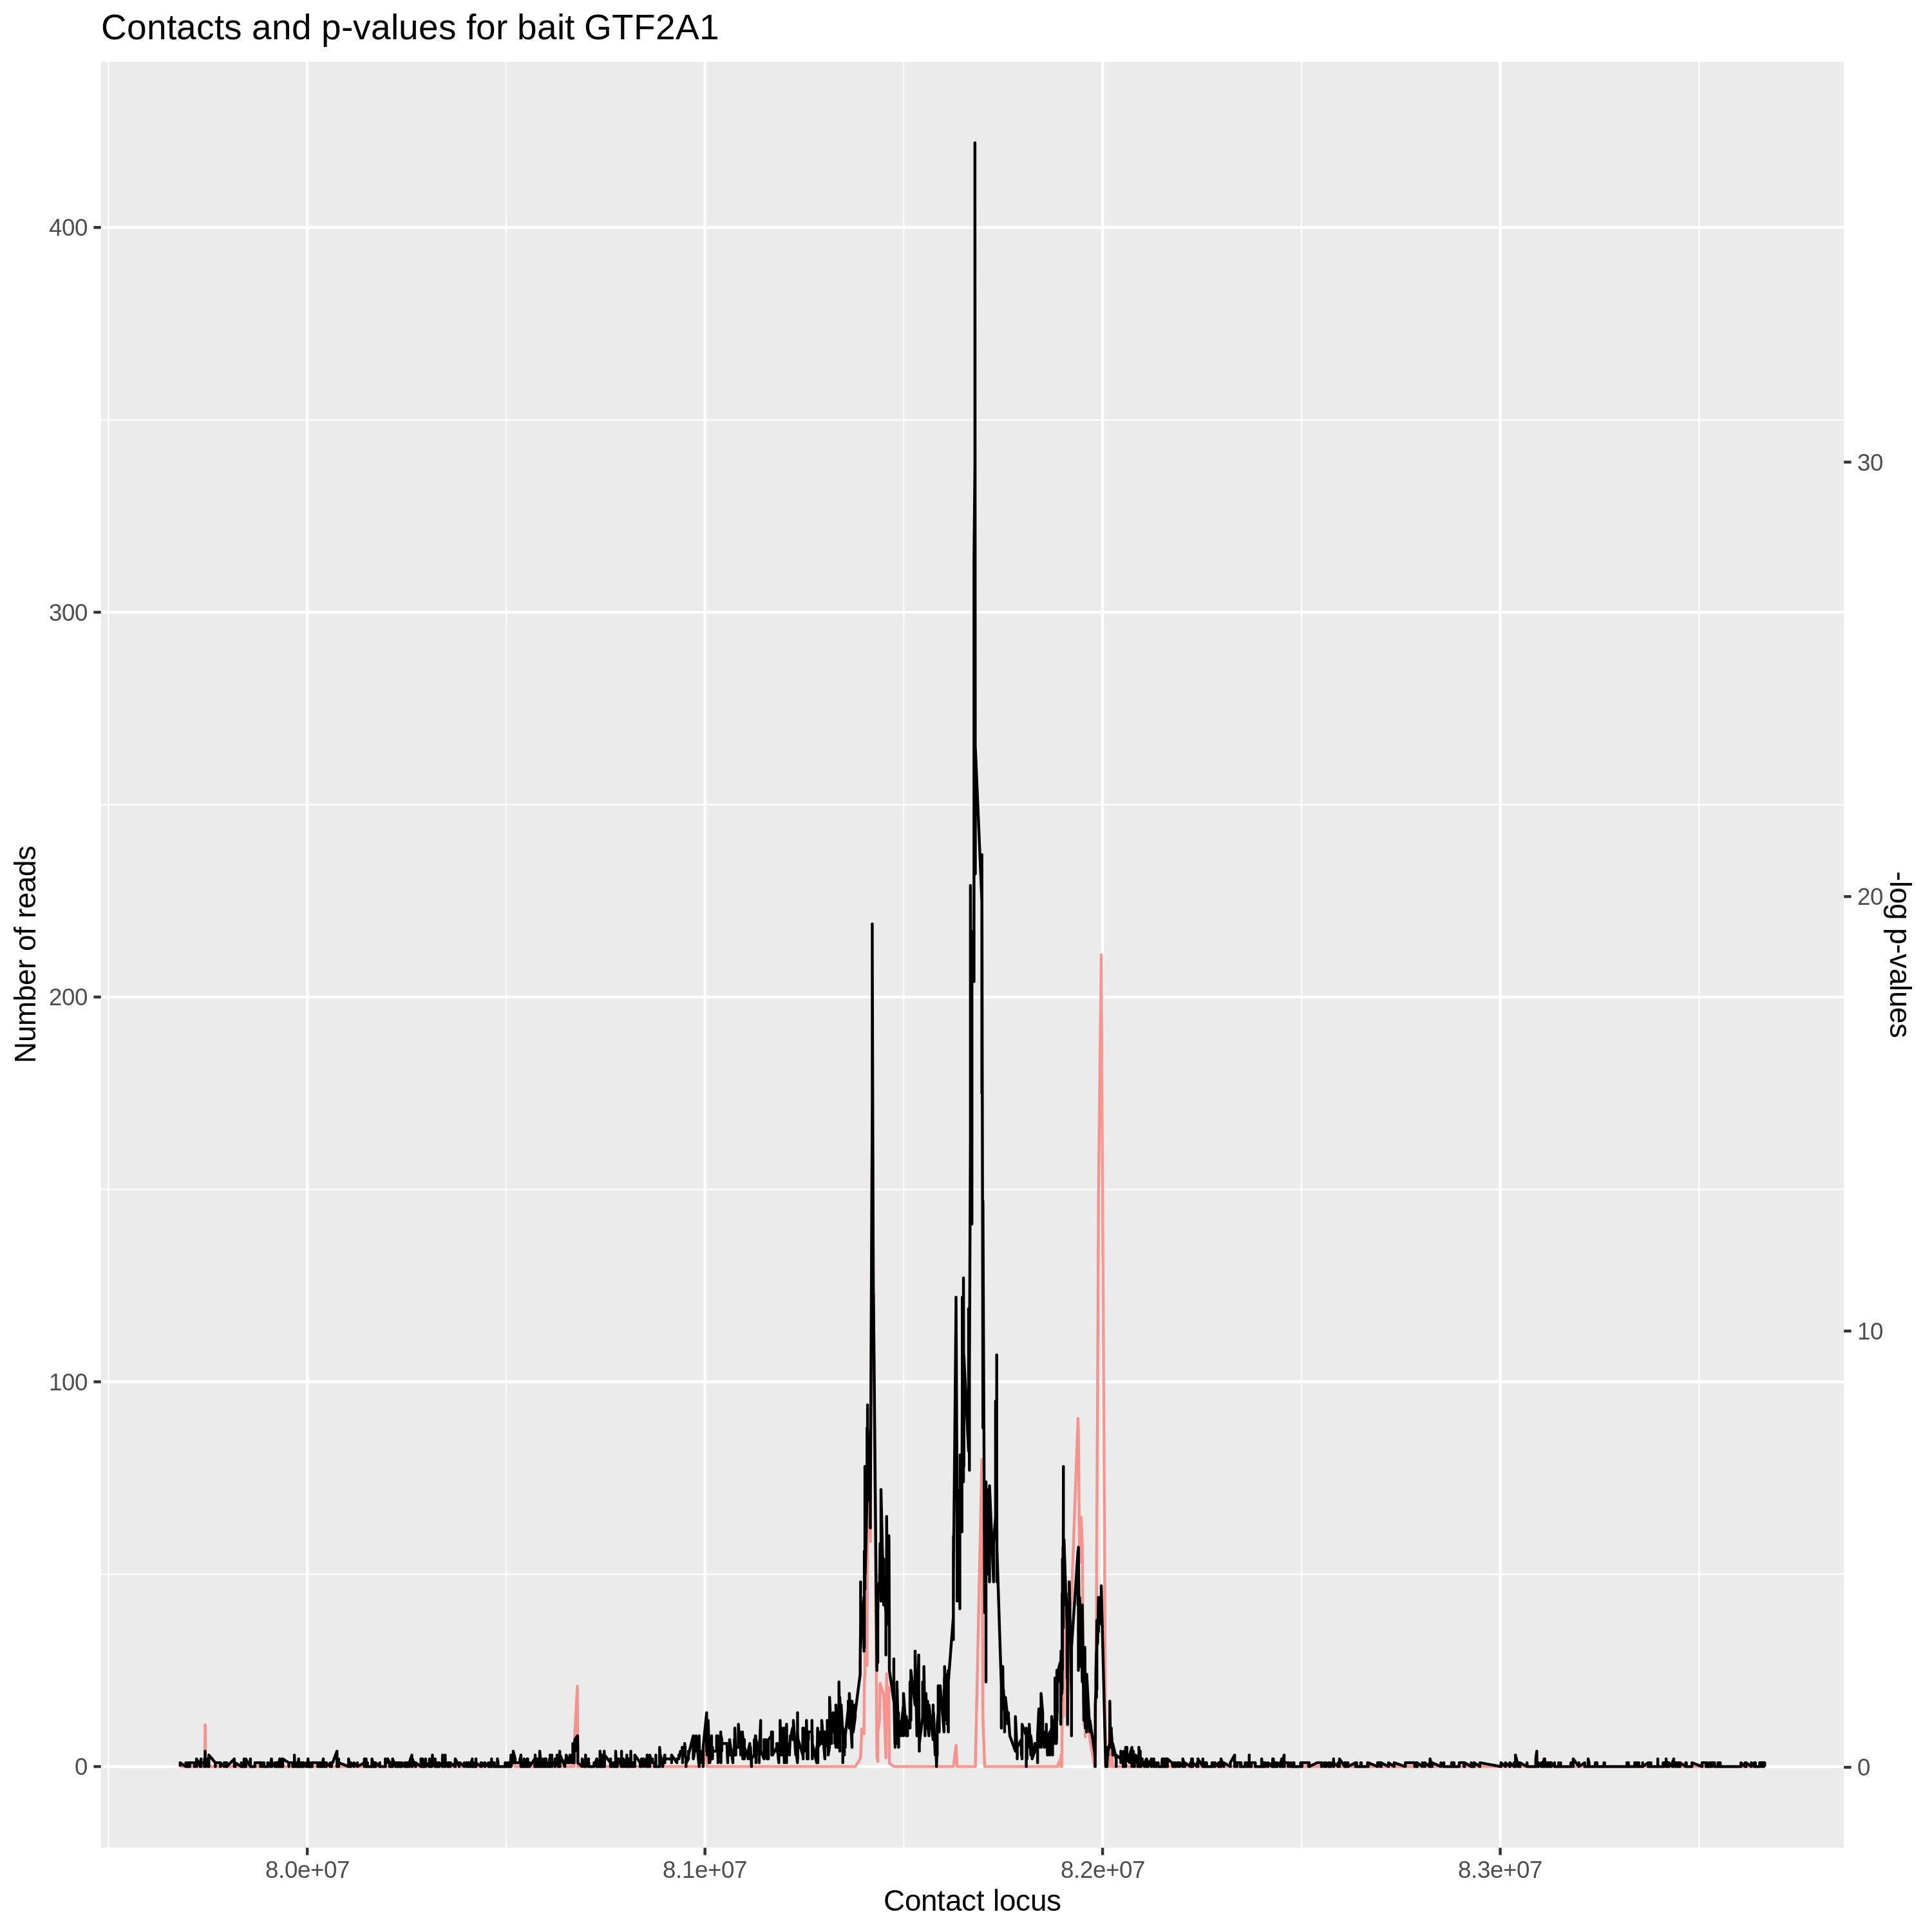 Contacts and p-values for bait GTF2A1
400
300
200
100
0
Number of reads
30
20
10
0
-log p-values
8.0e+07
8.1e+07
8.2e+07
8.3e+07
Contact locus